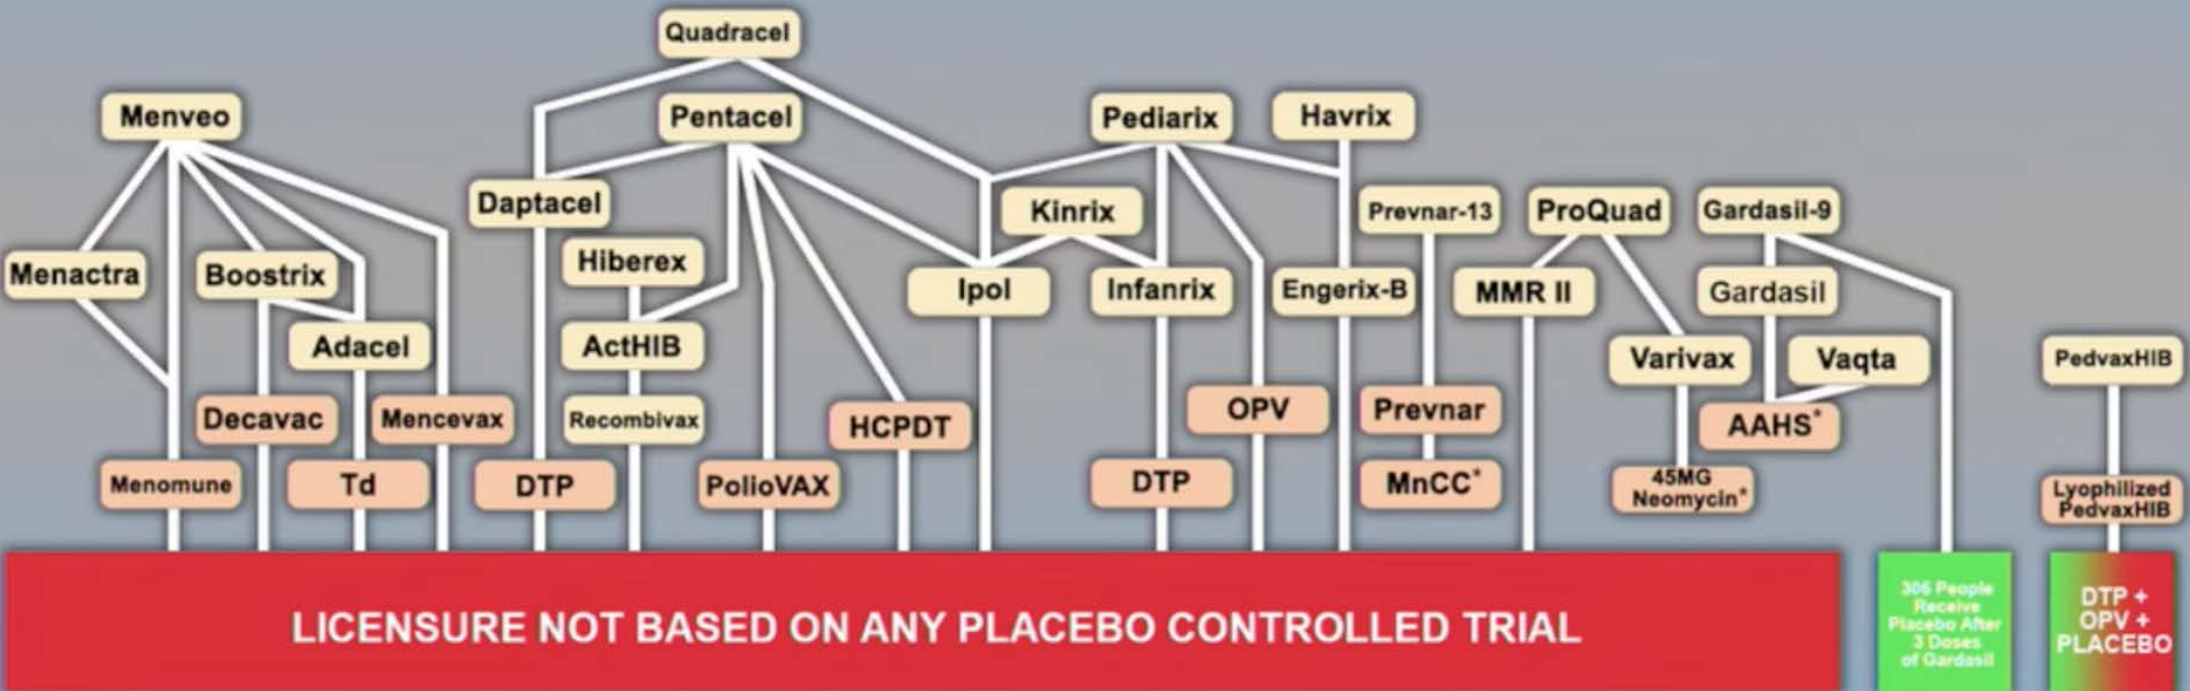 Quadracel
Menveo
Pentacel
Pediarix
Havrix
Daptacel
Kinrix
Prevnar-13
ProQuad
Gardasil-9
Menactra
Boostrix
Hiberex
Ipol
Infanrix
Engerix-B
MMR II
Gardasil
Adacel
ActHIB
Varivax
Vaqta
PedvaxHIB
Decavac
Mencevax
Recombivax
HCPDT
OPV
Prevnar
AAHS*
Menomune
Td
DTP
PolioVAX
DTP
MnCC*
45MG
Neomycin*
Lyophilized
PedvaxHIB
LICENSURE NOT BASED ON ANY PLACEBO CONTROLLED TRIAL
306 People
Receive
Placebo After
3 Doses
of Gardasil
DTP +
OPV +
PLACEBO